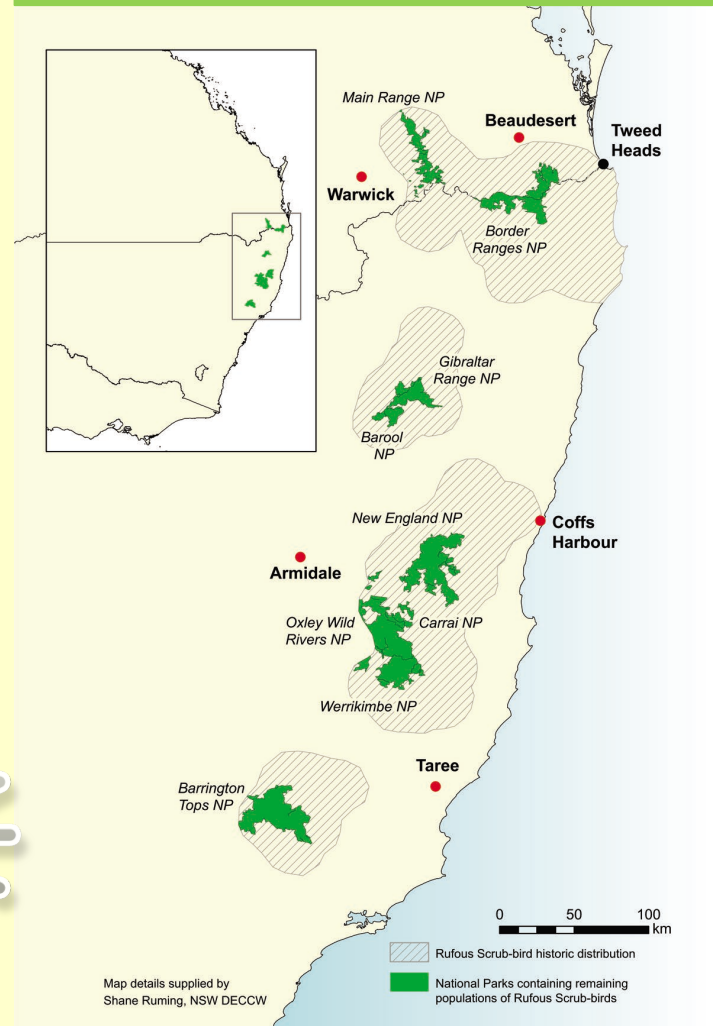 Main Range NP
Beaudesert
Tweed
Heads
Warwick
Border
Ranges NP
Gibraltar
Range NP
Barool
NP
New England NP
Coffs
Harbour
Armidale
Oxley Wild
Rivers NP
Carrai NP
Werrikimbe NP
Taree
Barrington
Tops NP
0 50 100
km
Rufous Scrub-bird historic distribution
National Parks containing remaining
populations of Rufous Scrub-birds
Map details supplied by
Shane Ruming, NSW DECCW